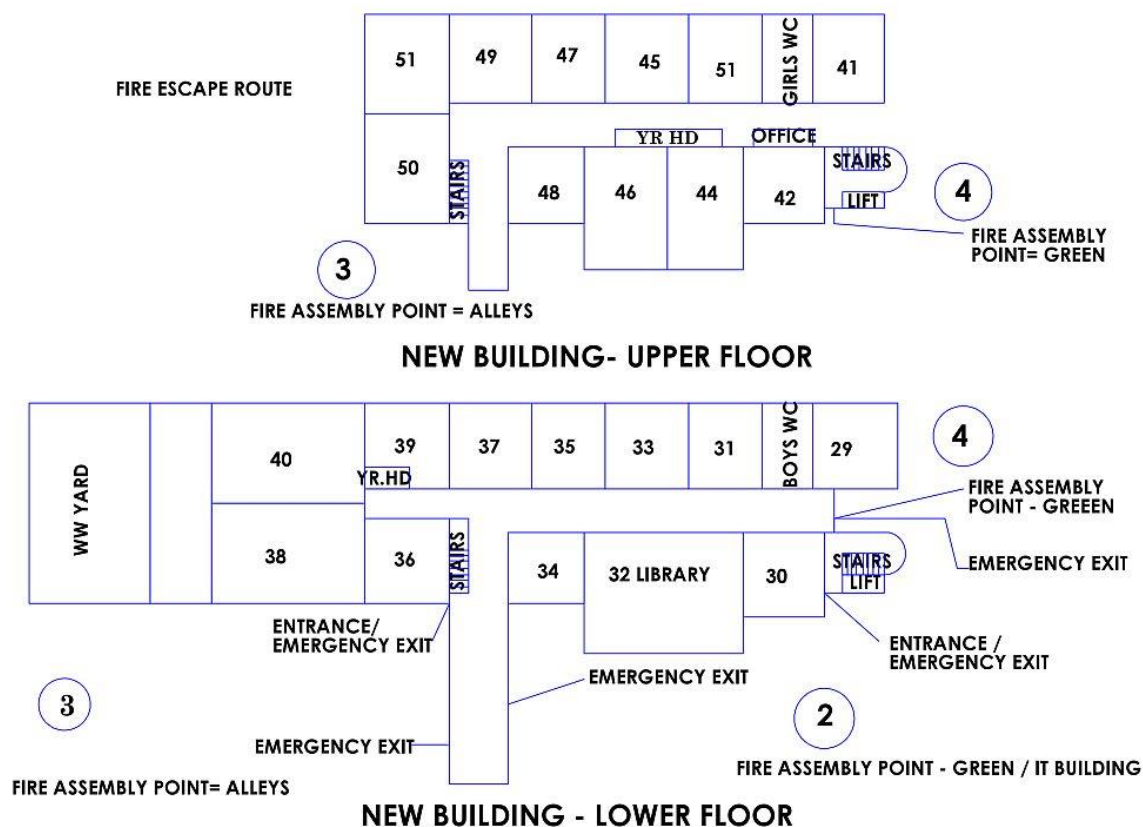 51
49
47
45
51
GIRLS WC
41
FIRE ESCAPE ROUTE
YR HD
OFFICE
50
STAIRS
48
46
44
42
STAIRS
LIFT
4
FIRE ASSEMBLY
POINT= GREEN
3
FIRE ASSEMBLY POINT = ALLEYS
NEW BUILDING- UPPER FLOOR
WW YARD
40
39
YR.HD
37
35
33
31
BOYS WC
29
4
FIRE ASSEMBLY
POINT - GREEEN
EMERGENCY EXIT
38
36
STAIRS
34
32 LIBRARY
30
STAIRS
LIFT
ENTRANCE/
EMERGENCY EXIT
ENTRANCE /
EMERGENCY EXIT
EMERGENCY EXIT
3
2
EMERGENCY EXIT
FIRE ASSEMBLY POINT - GREEN / IT BUILDING
FIRE ASSEMBLY POINT= ALLEYS
NEW BUILDING - LOWER FLOOR